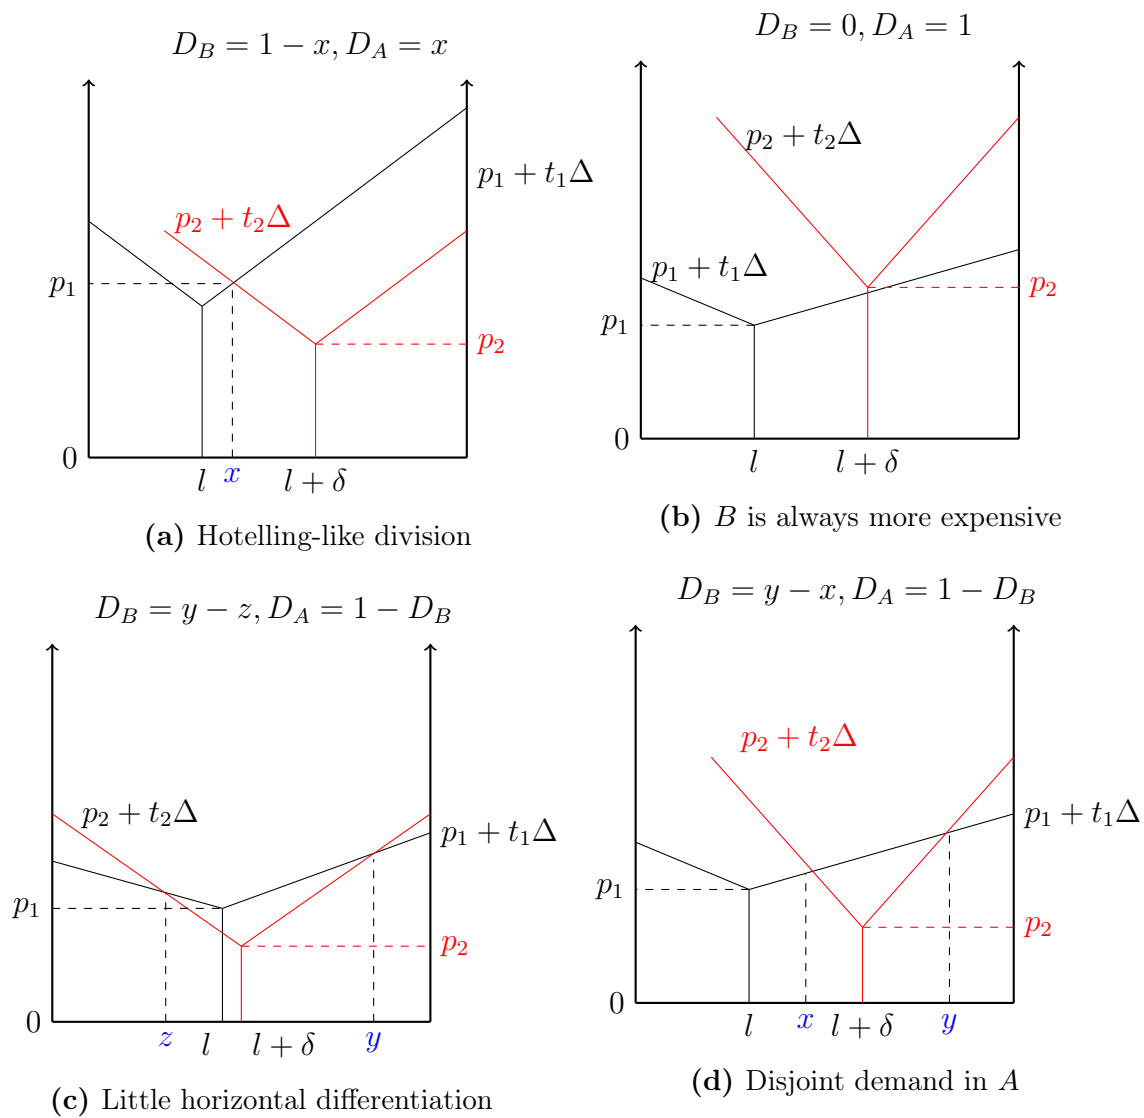 D_B = 1 − x, D_A = x
p_2 + t_2Δ
p_1 + t_1Δ
p_1
p_2
0
l
x
l + δ
(a) Hotelling-like division
D_B = 0, D_A = 1
p_2 + t_2Δ
p_1 + t_1Δ
p_2
p_1
0
l
l + δ
(b) B is always more expensive
D_B = y − z, D_A = 1 − D_B
p_2 + t_2Δ
p_1 + t_1Δ
p_1
p_2
0
z
l
l + δ
y
(c) Little horizontal differentiation
D_B = y − x, D_A = 1 − D_B
p_2 + t_2Δ
p_1 + t_1Δ
p_1
p_2
0
l
x
l + δ
y
(d) Disjoint demand in A